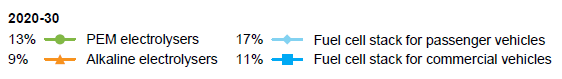 2020-30
13% PEM electrolysers 17% Fuel cell stack for passenger vehicles
9% Alkaline electrolysers 11% Fuel cell stack for commercial vehicles